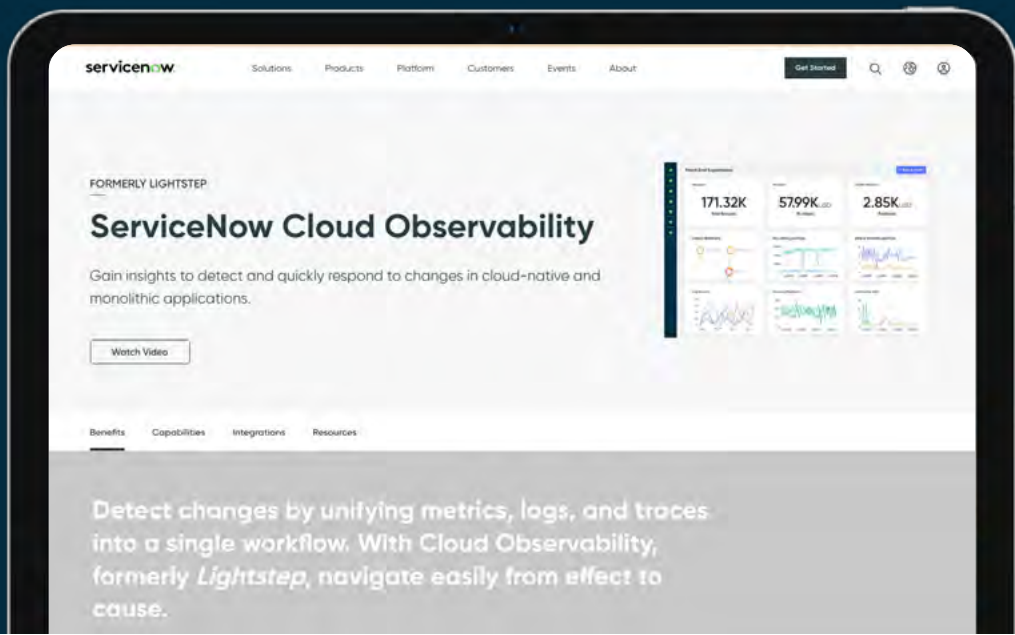 servicenow
Solutions Products Platform Customers Events About
Get Started
FORMERLY LIGHTSTEP
ServiceNow Cloud Observability
Gain insights to detect and quickly respond to changes in cloud-native and
monolithic applications.
Watch Video
171.32K
57.99K
2.85K
Benefits Capabilities Integrations Resources
Detect changes by unifying metrics, logs, and traces
into a single workflow. With Cloud Observability,
formerly Lightstep, navigate easily from effect to
cause.